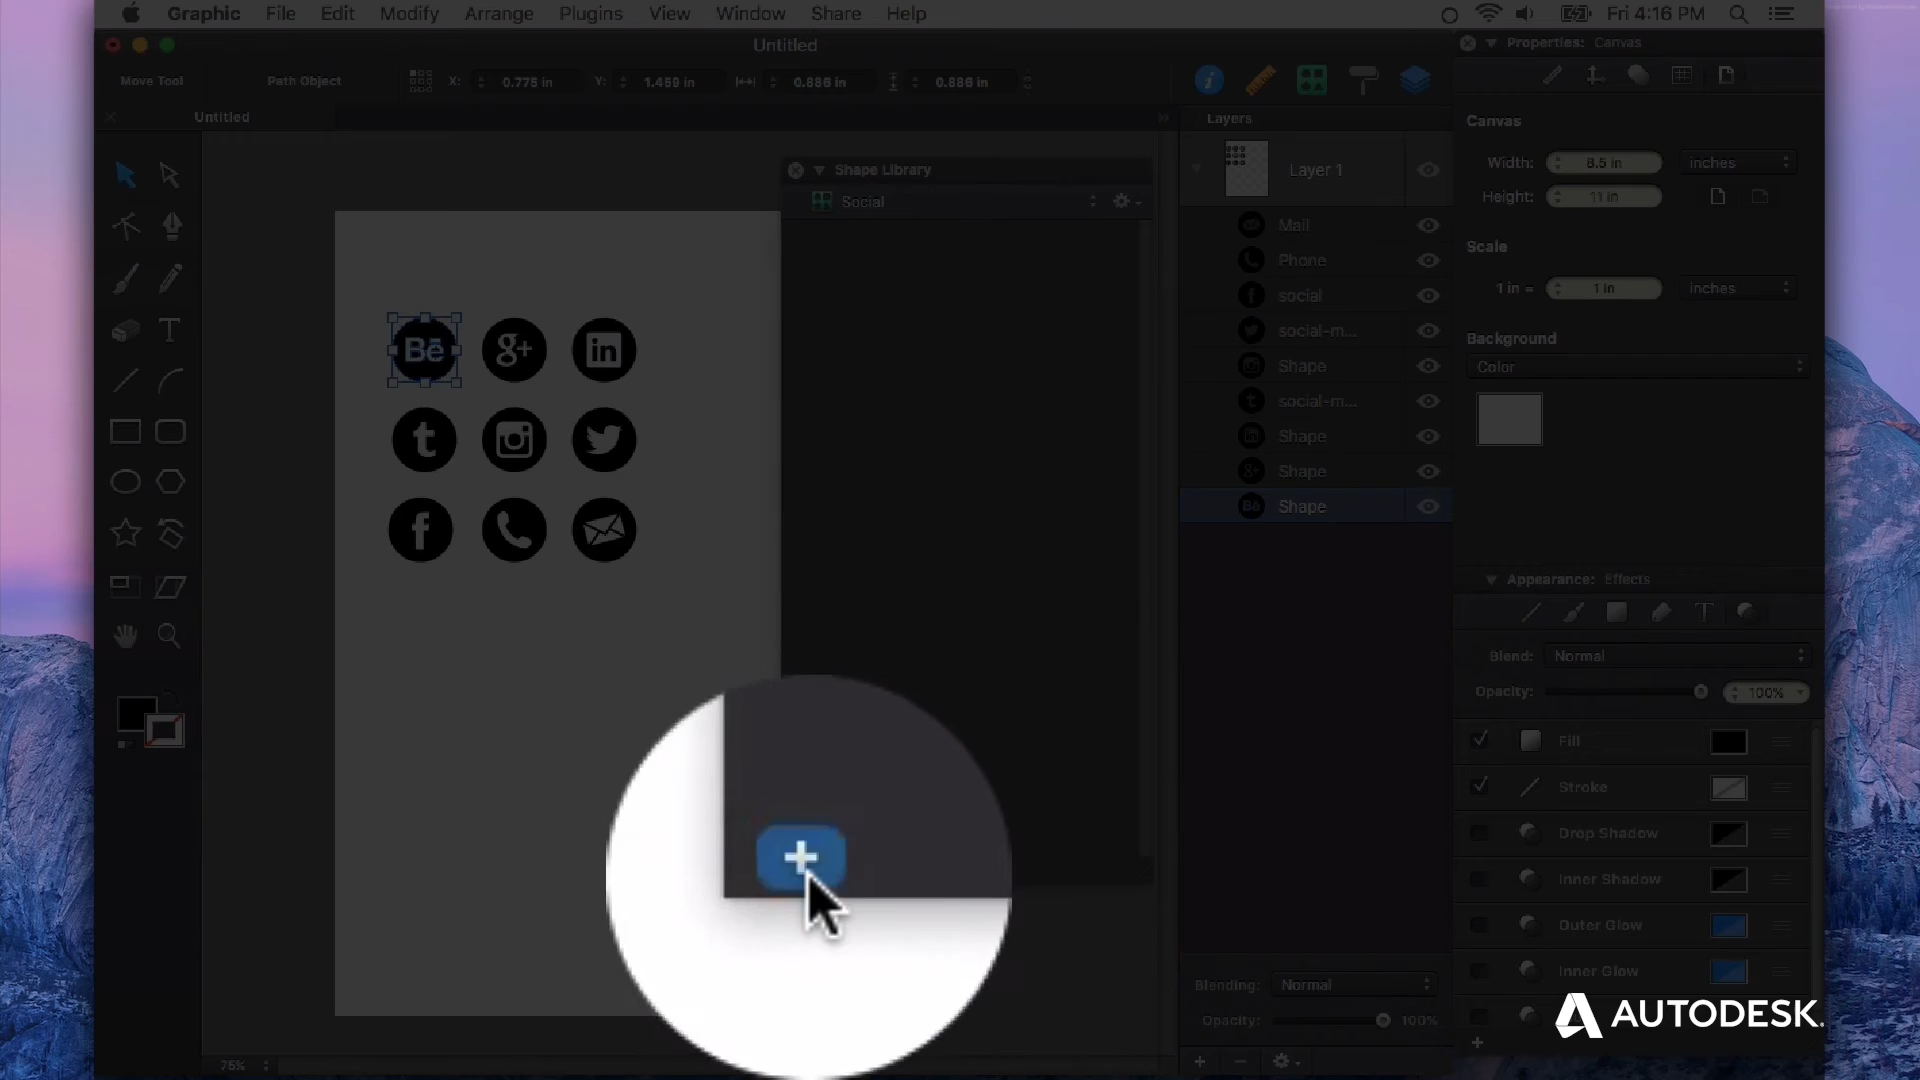 Graphic File Edit Modify Arrange Plugins View Window Share Help Fri 4:16 PM
Untitled
Properties: Canvas
Move Tool Path Object X: 0.775 in Y: 1.459 in 0.886 in 0.886 in
Untitled
Layers
Canvas
Width: 8.5 in inches
Height: 11 in
Scale
1 in = 1 in inches
Background
Color
Shape Library
Social
Layer 1
Mail
Phone
social
social-m...
Shape
social-m...
Shape
Shape
Shape
Bē g+ in
t
f
T
Appearance: Effects
Blend: Normal
Opacity: 100%
Fill
Stroke
Drop Shadow
Inner Shadow
Outer Glow
Inner Glow
Blending: Normal
Opacity: 100%
75%
AUTODESK.